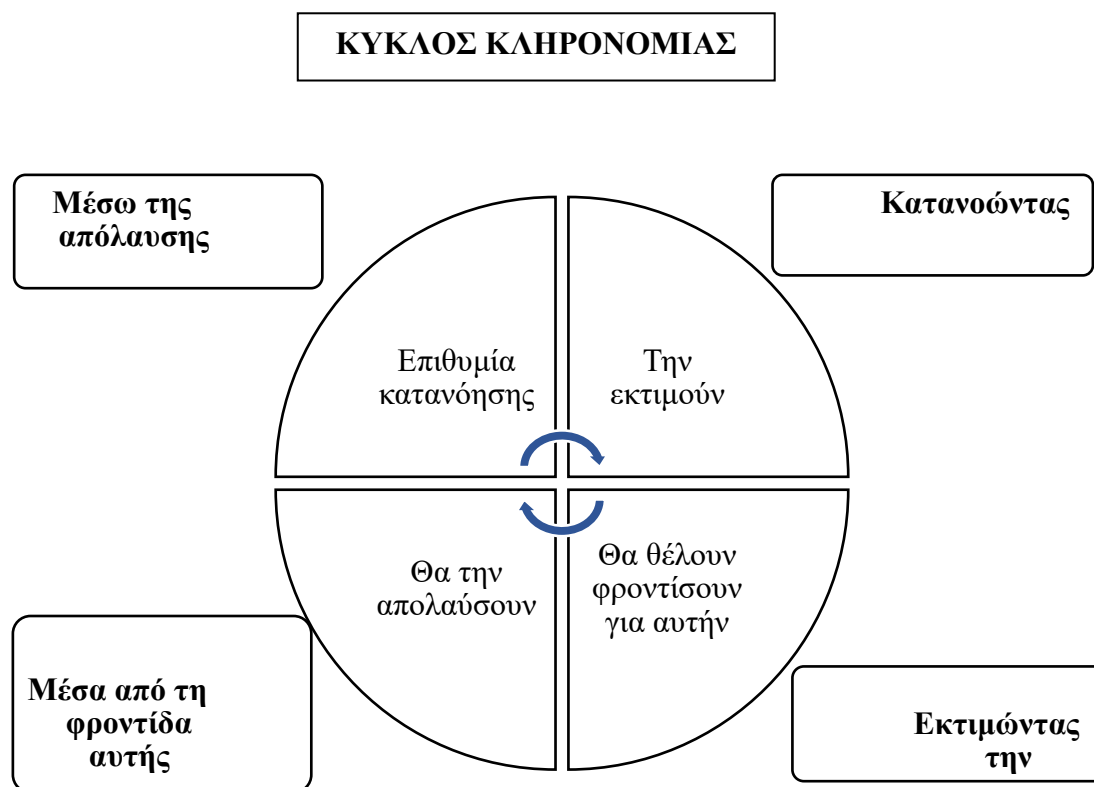 ΚΥΚΛΟΣ ΚΛΗΡΟΝΟΜΙΑΣ
Μέσω της
απόλαυσης
Κατανοώντας
Επιθυμία
κατανόησης
Την
εκτιμούν
Θα την
απολαύσουν
Θα θέλουν
φροντίσουν
για αυτήν
Μέσα από τη
φροντίδα
αυτής
Εκτιμώντας
την